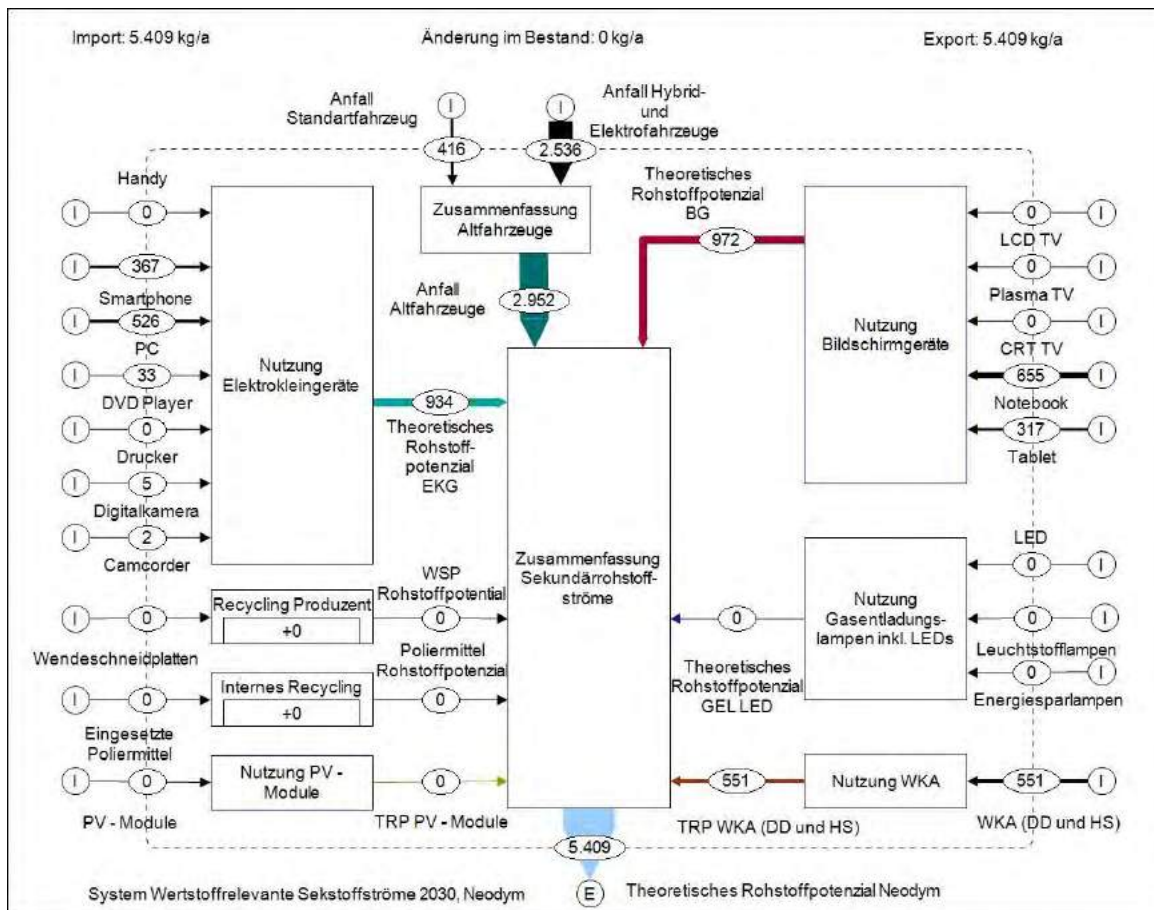 Import: 5.409 kg/a
Änderung im Bestand: 0 kg/a
Export: 5.409 kg/a
Anfall
Standartfahrzeug
I
416
I
Anfall Hybrid-
und
Elektrofahrzeuge
2.536
Zusammenfassung
Altfahrzeuge
Anfall
Altfahrzeuge
2.952
Theoretisches
Rohstoffpotenzial
BG
972
Handy
I
0
I
367
Smartphone
I
526
PC
I
33
DVD Player
I
0
Drucker
I
5
Digitalkamera
I
2
Camcorder
Nutzung
Elektrokleingeräte
934
Theoretisches
Rohstoff-
potenzial
EKG
Nutzung
Bildschirmgeräte
0
I
LCD TV
0
I
Plasma TV
0
I
CRT TV
655
I
Notebook
317
I
Tablet
Zusammenfassung
Sekundärrohstoff-
ströme
I
0
Wendeschneidplatten
Recycling Produzent
+0
WSP
Rohstoffpotential
0
I
0
Eingesetzte
Poliermittel
Internes Recycling
+0
Poliermittel
Rohstoffpotenzial
0
I
0
PV - Module
Nutzung PV -
Module
0
TRP PV - Module
LED
0
I
0
I
Leuchtstofflampen
0
I
Energiesparlampen
Nutzung
Gasentladungs-
lampen inkl. LEDs
0
Theoretisches
Rohstoffpotenzial
GEL LED
551
Nutzung WKA
551
I
TRP WKA (DD und HS)
WKA (DD und HS)
5.409
E
System Wertstoffrelevante Sekstoffströme 2030, Neodym
Theoretisches Rohstoffpotenzial Neodym